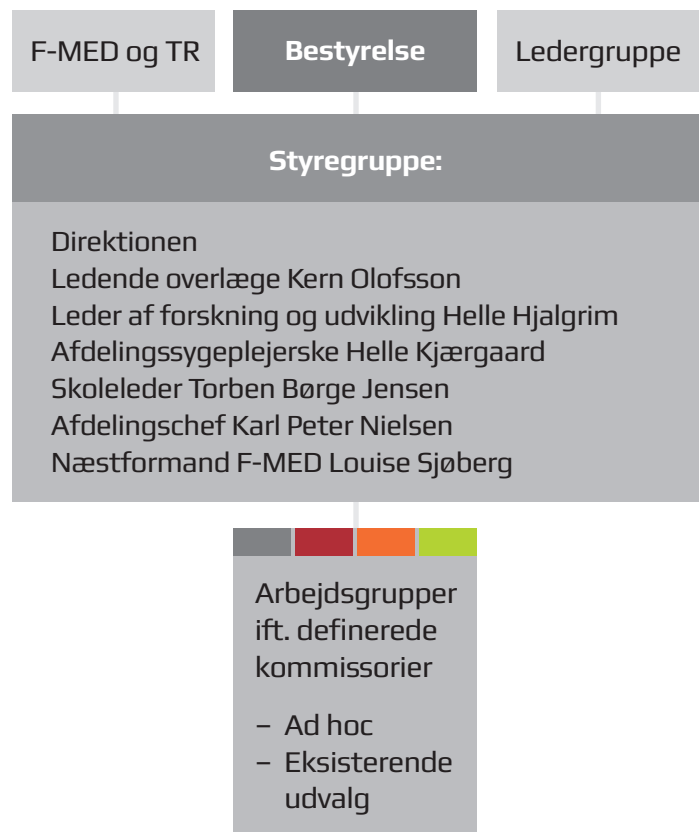 F-MED og TR
Bestyrelse
Ledergruppe
Styregruppe:
Direktionen
Ledende overlæge Kern Olofsson
Leder af forskning og udvikling Helle Hjalgrim
Afdelingssygeplejerske Helle Kjærgaard
Skoleleder Torben Børge Jensen
Afdelingschef Karl Peter Nielsen
Næstformand F-MED Louise Sjøberg
Arbejdsgrupper
ift. definerede
kommissorier
– Ad hoc
– Eksisterende
udvalg